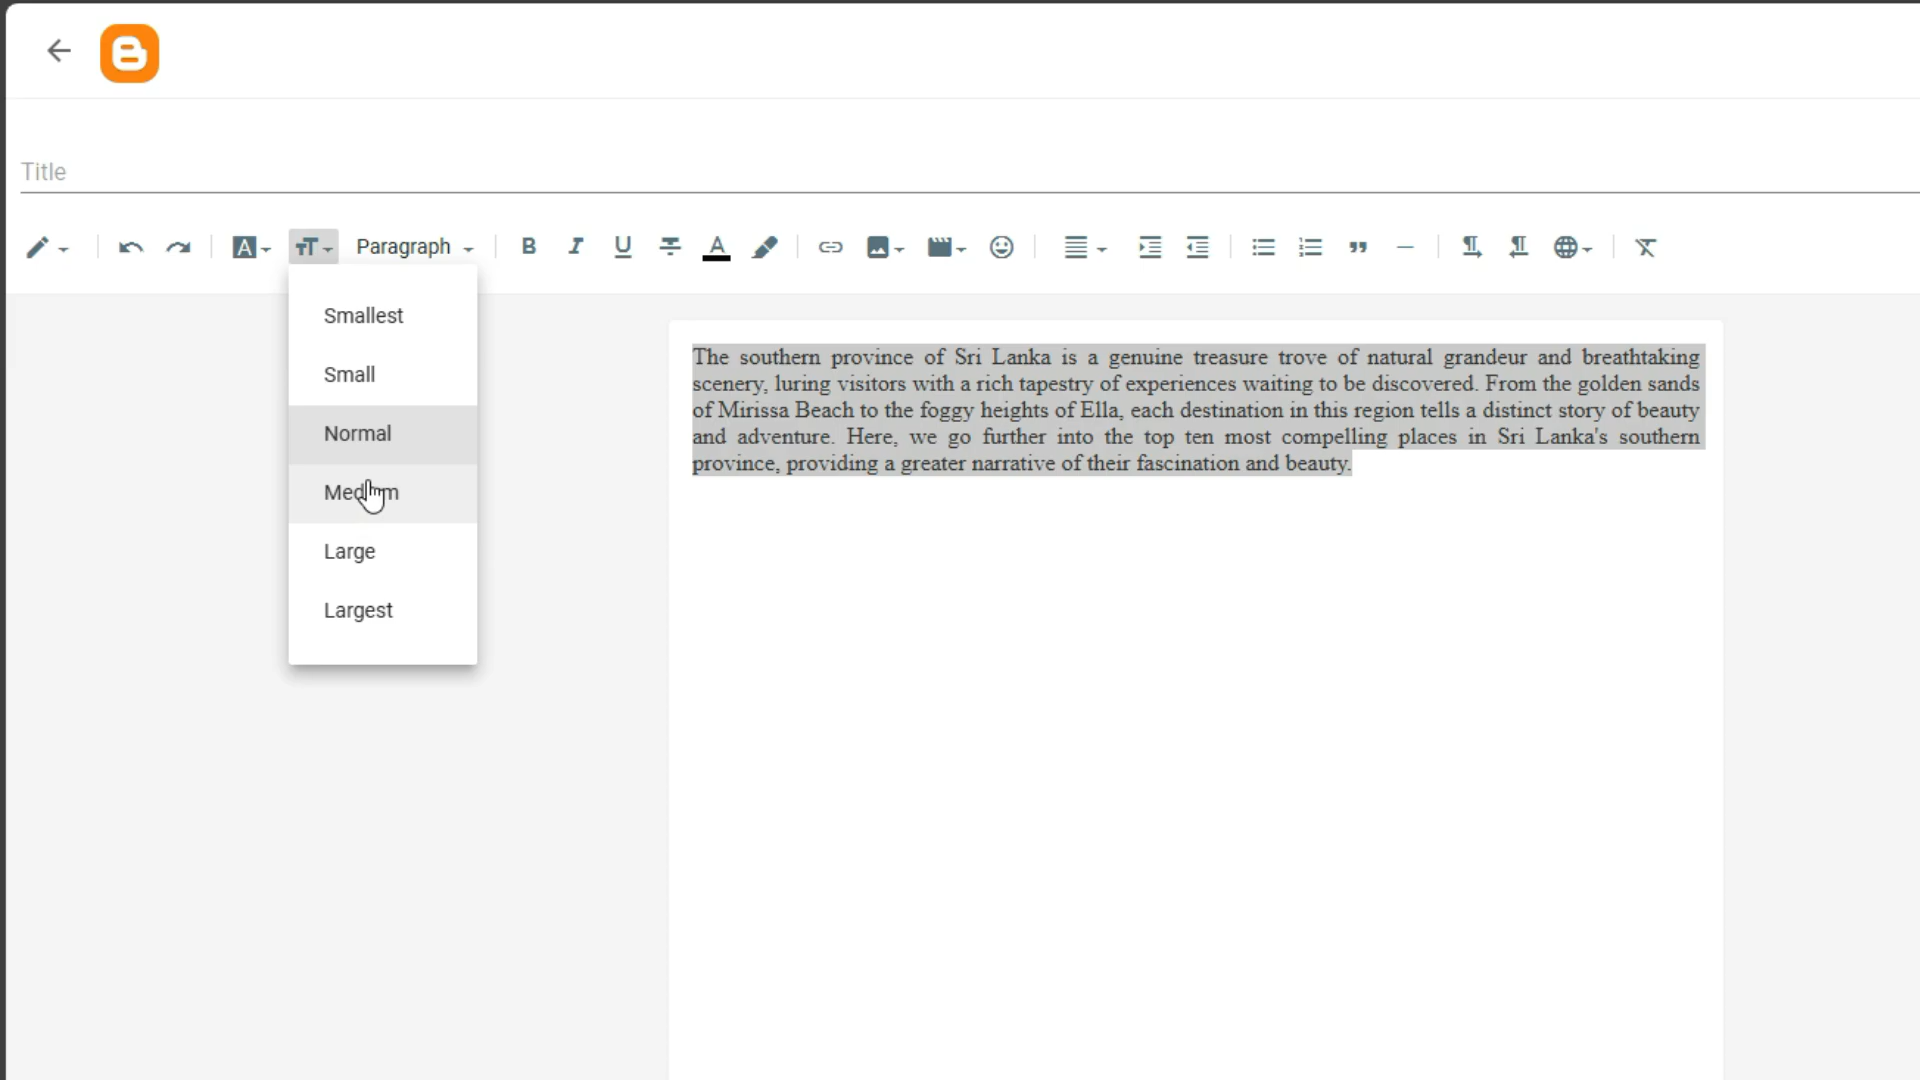 Title
Paragraph
Smallest
Small
Normal
Medium
Large
Largest
The southern province of Sri Lanka is a genuine treasure trove of natural grandeur and breathtaking
scenery, luring visitors with a rich tapestry of experiences waiting to be discovered. From the golden sands
of Mirissa Beach to the foggy heights of Ella, each destination in this region tells a distinct story of beauty
and adventure. Here, we go further into the top ten most compelling places in Sri Lanka's southern
province, providing a greater narrative of their fascination and beauty.